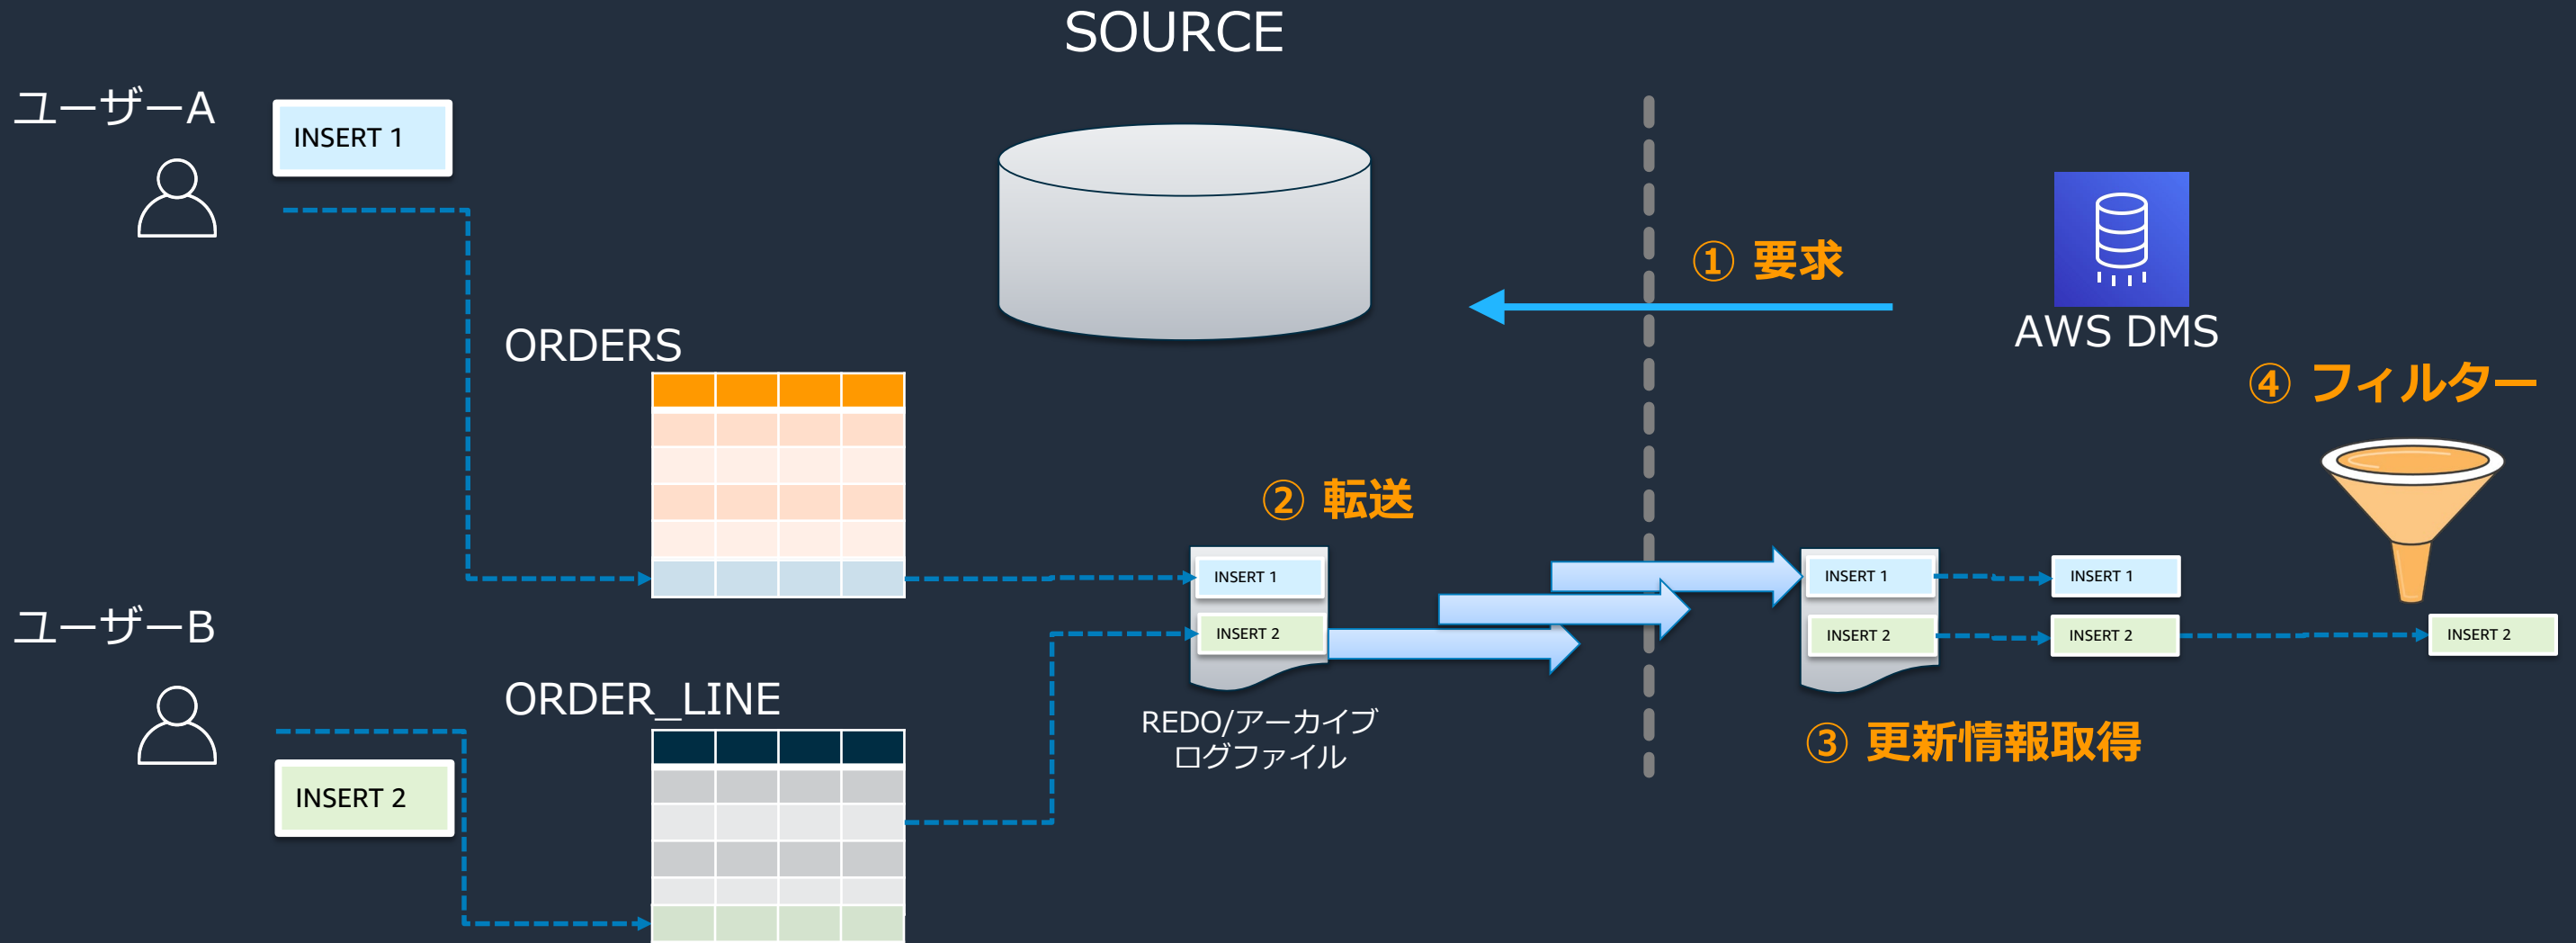 SOURCE
ユーザーA
INSERT 1
① 要求
AWS DMS
ORDERS
④ フィルター
② 転送
INSERT 1
INSERT 2
INSERT 1
INSERT 2
INSERT 1
INSERT 2
INSERT 2
ユーザーB
ORDER_LINE
REDO/アーカイブ
ログファイル
③ 更新情報取得
INSERT 2